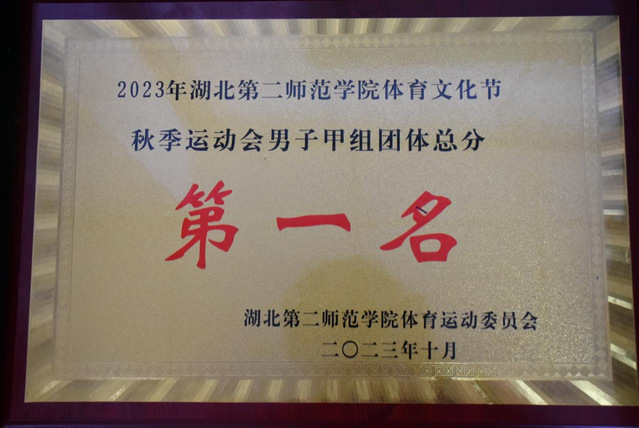 2023年湖北第二师范学院体育文化节
秋季运动会男子甲组团体总分
第一名
湖北第二师范学院体育运动委员会
二〇二三年十月